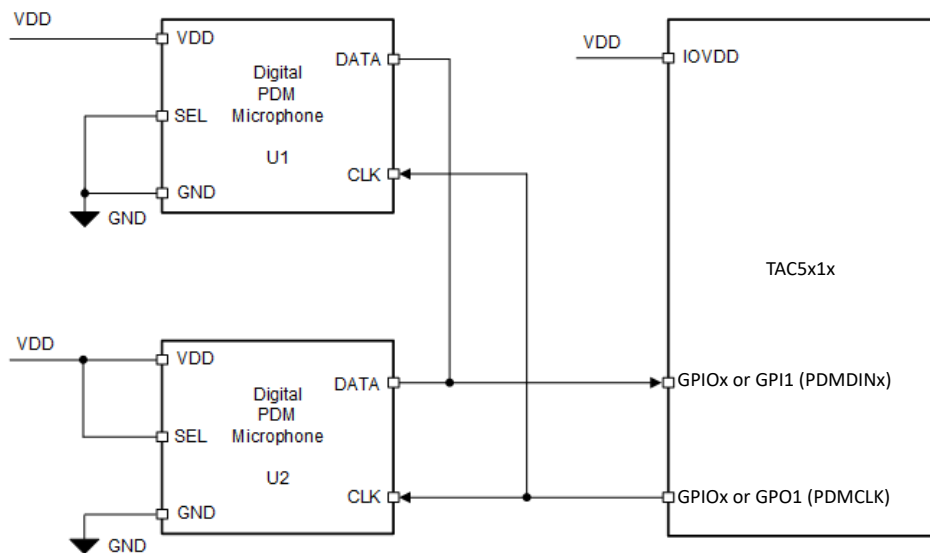 VDD
VDD
DATA
Digital
PDM
Microphone
SEL
U1
CLK
GND
GND
VDD
IOVDD
TAC5x1x
VDD
VDD
DATA
Digital
PDM
Microphone
SEL
U2
CLK
GND
GND
GPIOx or GPI1 (PDMDINx)
GPIOx or GPO1 (PDMCLK)